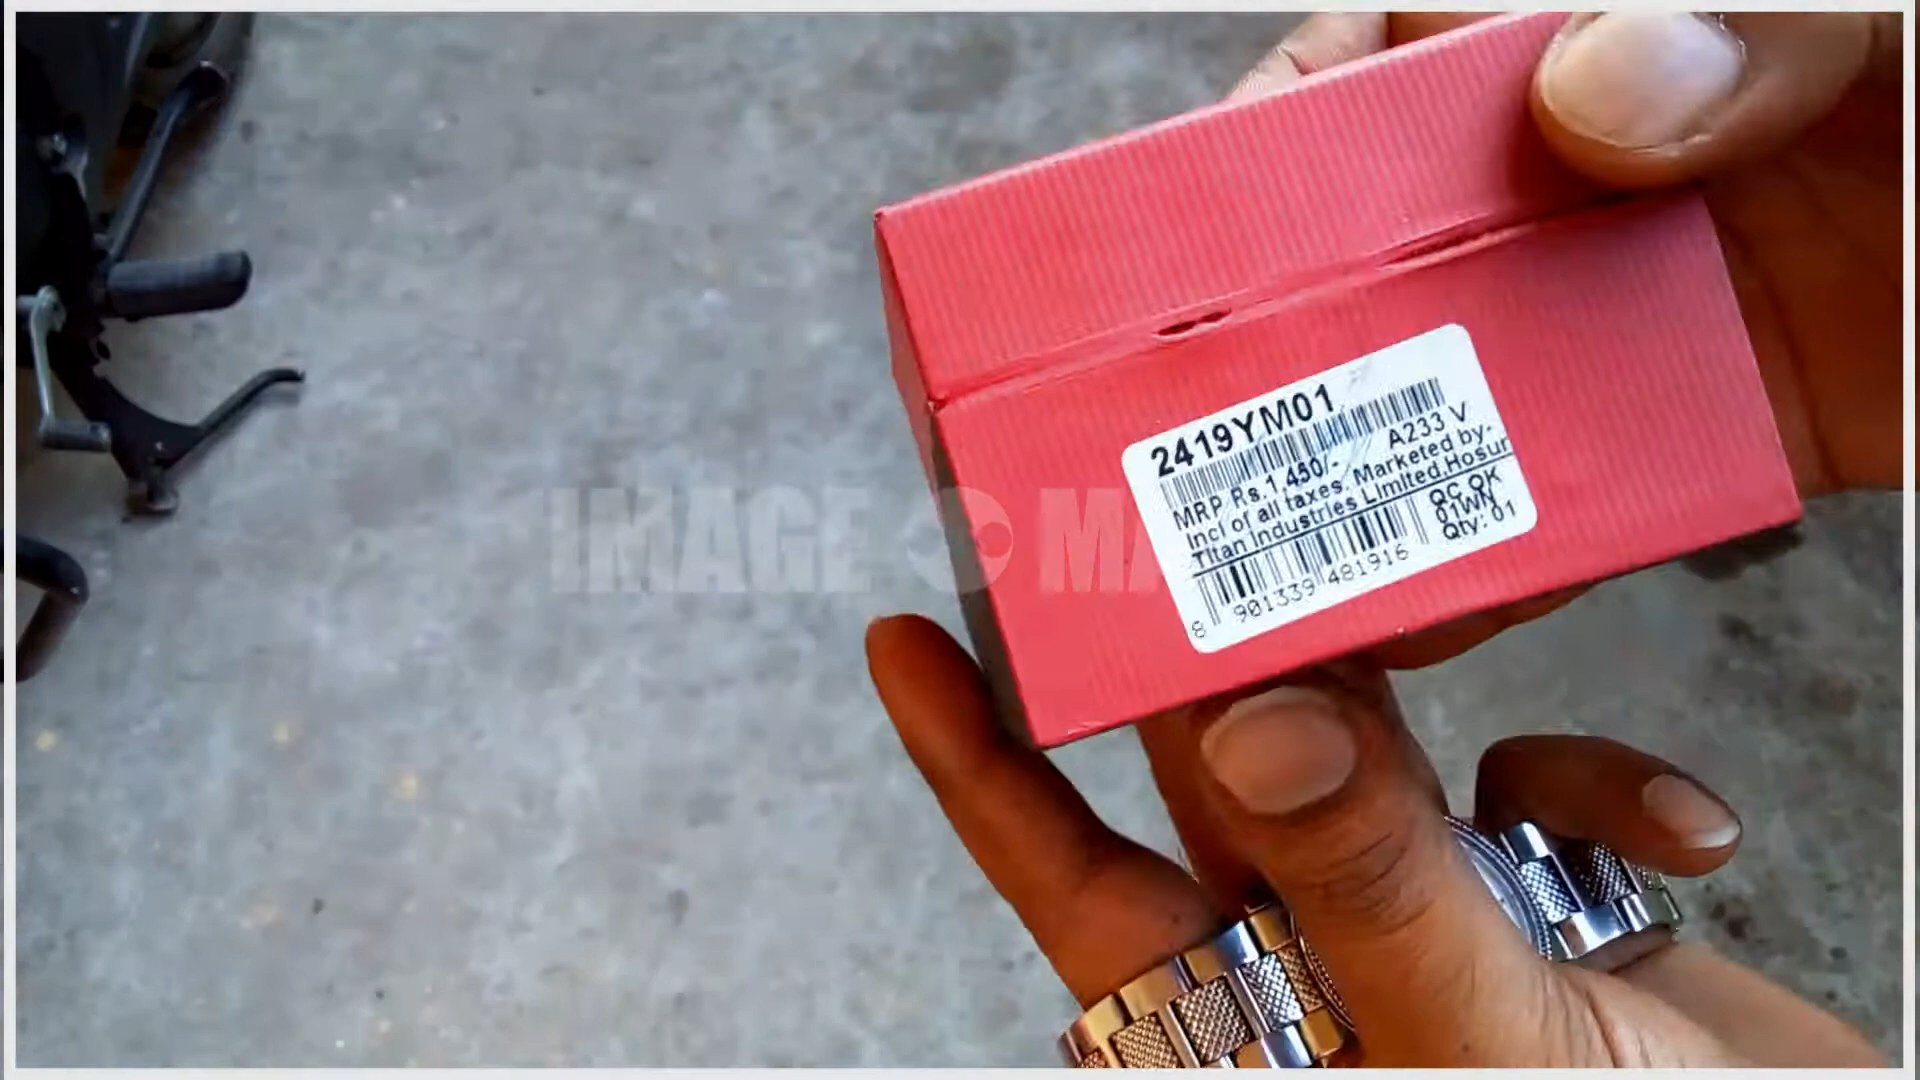 2419YM01
A233 V
MRP Rs.1,450/-
Incl of all taxes. Marketed by-
Titan Industries Limited,Hosur
QC OK
01WN
Qty: 01
8 901339 481916
IMAGE MA